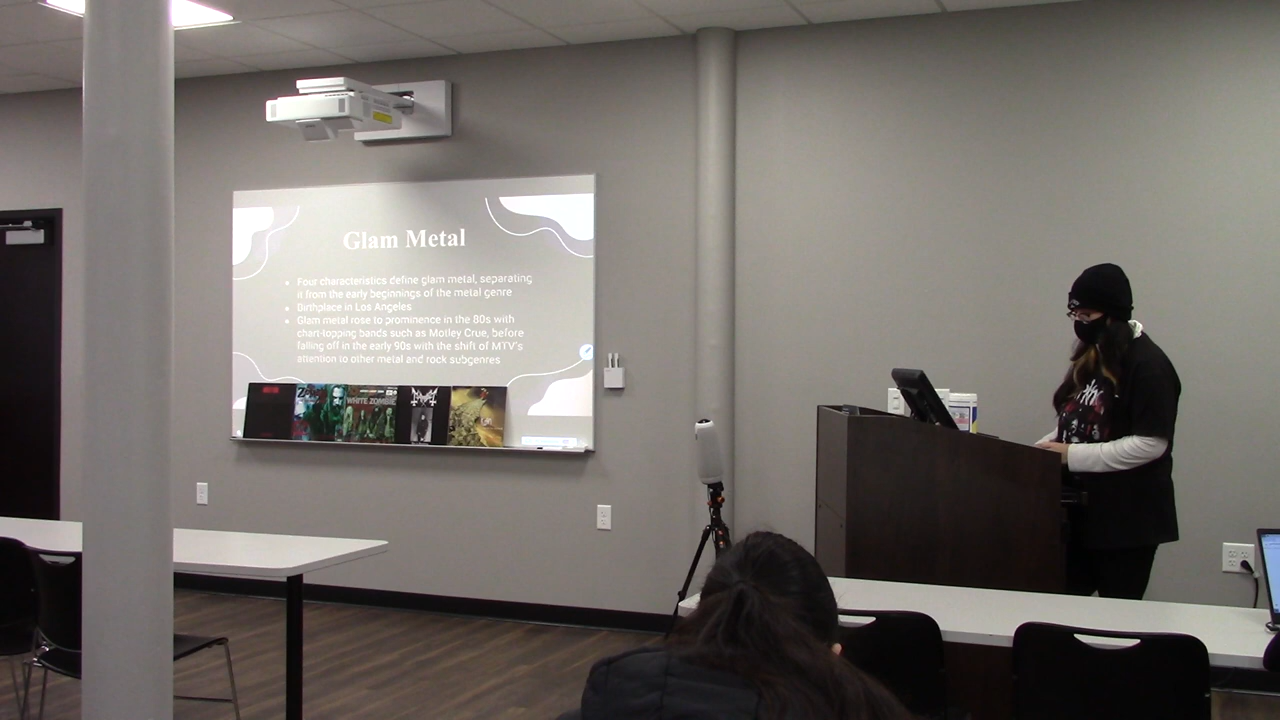 Glam Metal
Four characteristics define glam metal, separating
it from the early beginnings of the metal genre
Birthplace in Los Angeles
Glam metal rose to prominence in the 80s with
chart-topping bands such as Motley Crue, before
falling off in the early 90s with the shift of MTV's
attention to other metal and rock subgenres
WHITE ZOMBIE